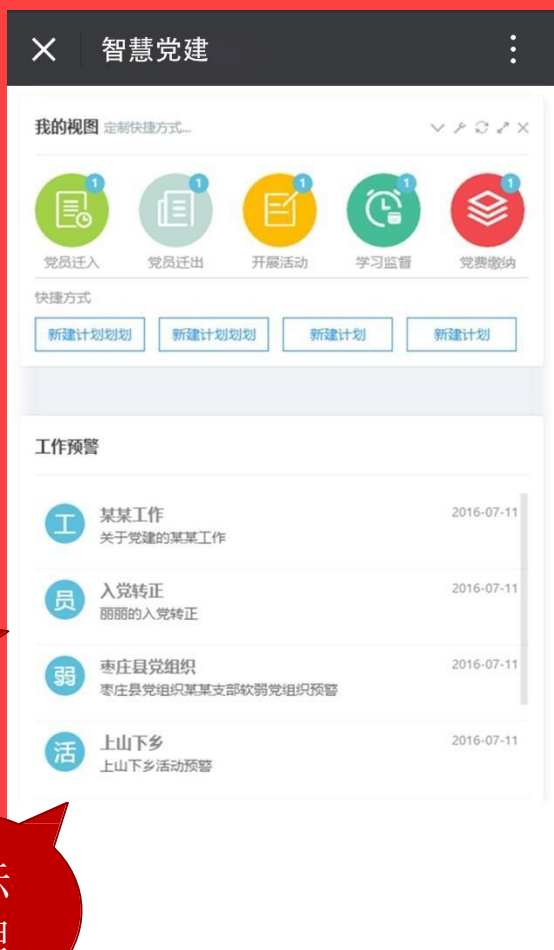 智慧党建
我的视图 定制快捷方式...
1 1 1 1 1
党员迁入 党员迁出 开展活动 学习监督 党费缴纳
快捷方式
新建计划划划 新建计划划划 新建计划 新建计划
工作预警
工 某某工作 2016-07-11
关于党建的某某工作
员 入党转正 2016-07-11
丽丽的入党转正
弱 枣庄县党组织 2016-07-11
枣庄县党组织某某支部软弱党组织预警
活 上山下乡 2016-07-11
上山下乡活动预警